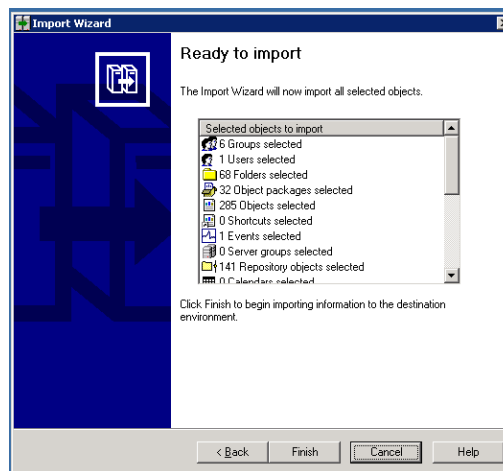 Import Wizard
Ready to import
The Import Wizard will now import all selected objects.
Selected objects to import
6 Groups selected
1 Users selected
68 Folders selected
32 Object packages selected
285 Objects selected
0 Shortcuts selected
1 Events selected
0 Server groups selected
141 Repository objects selected
0 Calendars selected
Click Finish to begin importing information to the destination
environment.
< Back Finish Cancel Help